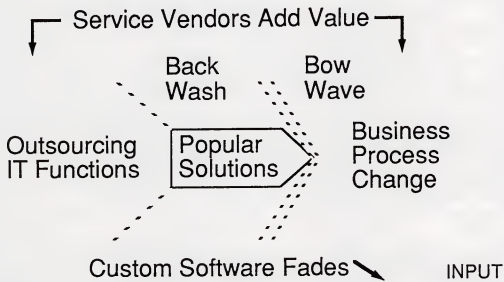 Service Vendors Add Value
Back
Wash
Bow
Wave
Outsourcing
IT Functions
Popular
Solutions
Business
Process
Change
Custom Software Fades
INPUT